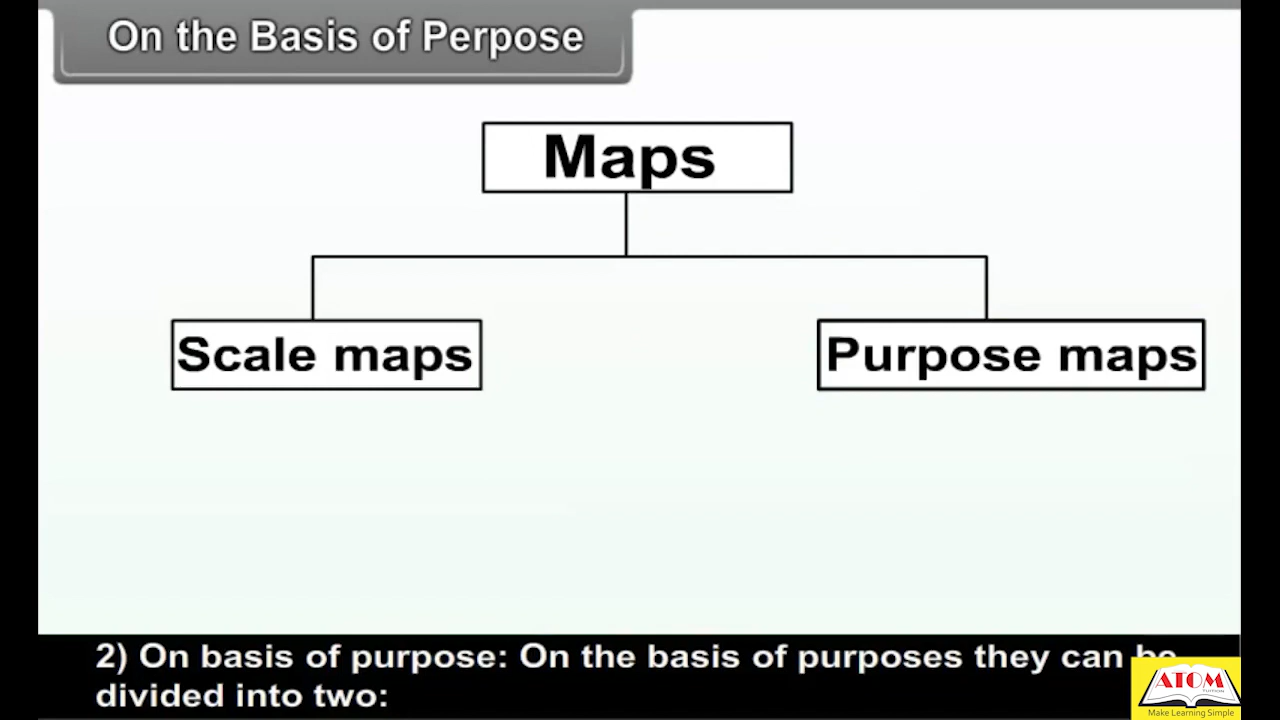 On the Basis of Perpose
Maps
Scale maps
Purpose maps
2) On basis of purpose: On the basis of purposes they can be
divided into two:
ATOM
Make Learning Simple